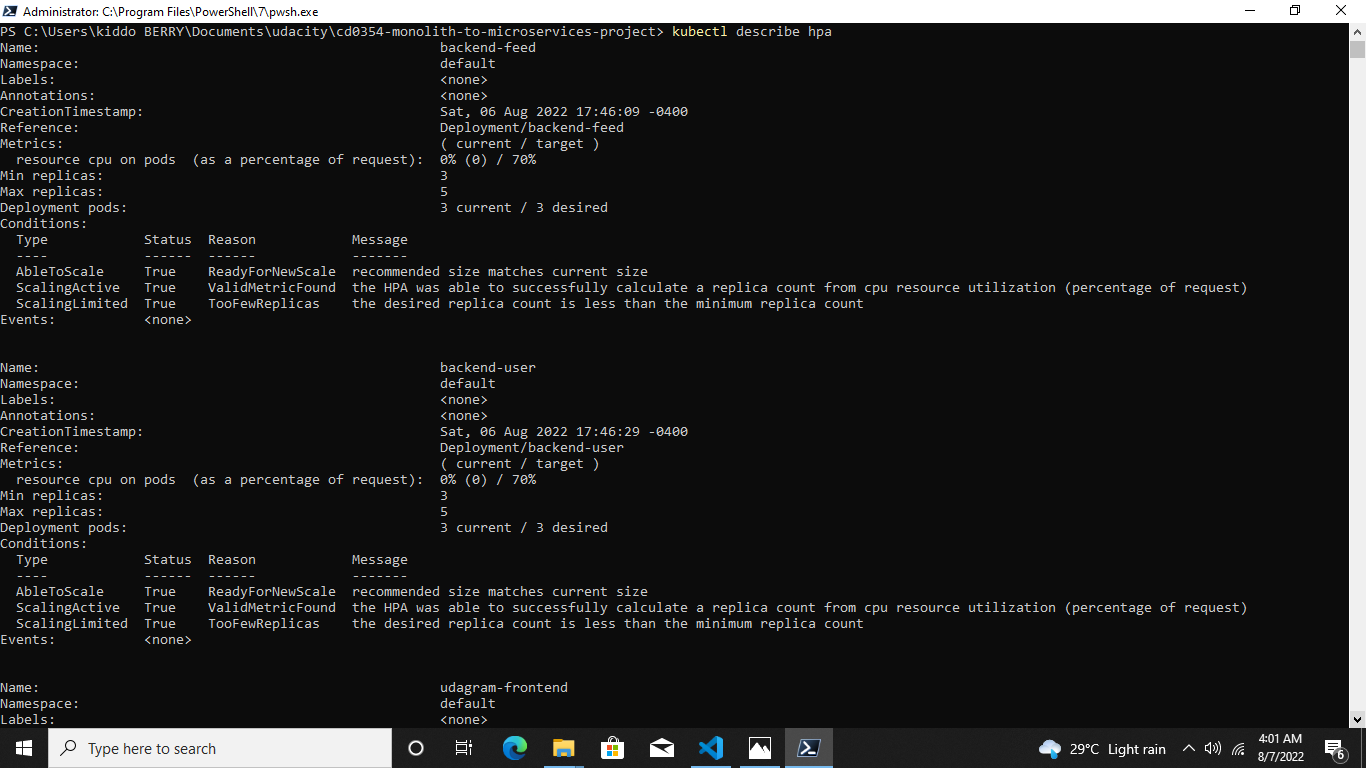 Administrator: C:\Program Files\PowerShell\7\pwsh.exe
PS C:\Users\kiddo BERRY\Documents\udacity\cd0354-monolith-to-microservices-project> kubectl describe hpa
Name: backend-feed
Namespace: default
Labels: <none>
Annotations: <none>
CreationTimestamp: Sat, 06 Aug 2022 17:46:09 -0400
Reference: Deployment/backend-feed
Metrics: ( current / target )
resource cpu on pods (as a percentage of request): 0% (0) / 70%
Min replicas: 3
Max replicas: 5
Deployment pods: 3 current / 3 desired
Conditions:
Type Status Reason Message
---- ------ ------ -------
AbleToScale True ReadyForNewScale recommended size matches current size
ScalingActive True ValidMetricFound the HPA was able to successfully calculate a replica count from cpu resource utilization (percentage of request)
ScalingLimited True TooFewReplicas the desired replica count is less than the minimum replica count
Events: <none>
Name: backend-user
Namespace: default
Labels: <none>
Annotations: <none>
CreationTimestamp: Sat, 06 Aug 2022 17:46:29 -0400
Reference: Deployment/backend-user
Metrics: ( current / target )
resource cpu on pods (as a percentage of request): 0% (0) / 70%
Min replicas: 3
Max replicas: 5
Deployment pods: 3 current / 3 desired
Conditions:
Type Status Reason Message
---- ------ ------ -------
AbleToScale True ReadyForNewScale recommended size matches current size
ScalingActive True ValidMetricFound the HPA was able to successfully calculate a replica count from cpu resource utilization (percentage of request)
ScalingLimited True TooFewReplicas the desired replica count is less than the minimum replica count
Events: <none>
Name: udagram-frontend
Namespace: default
Labels: <none>
Type here to search
29°C Light rain
4:01 AM
8/7/2022
6